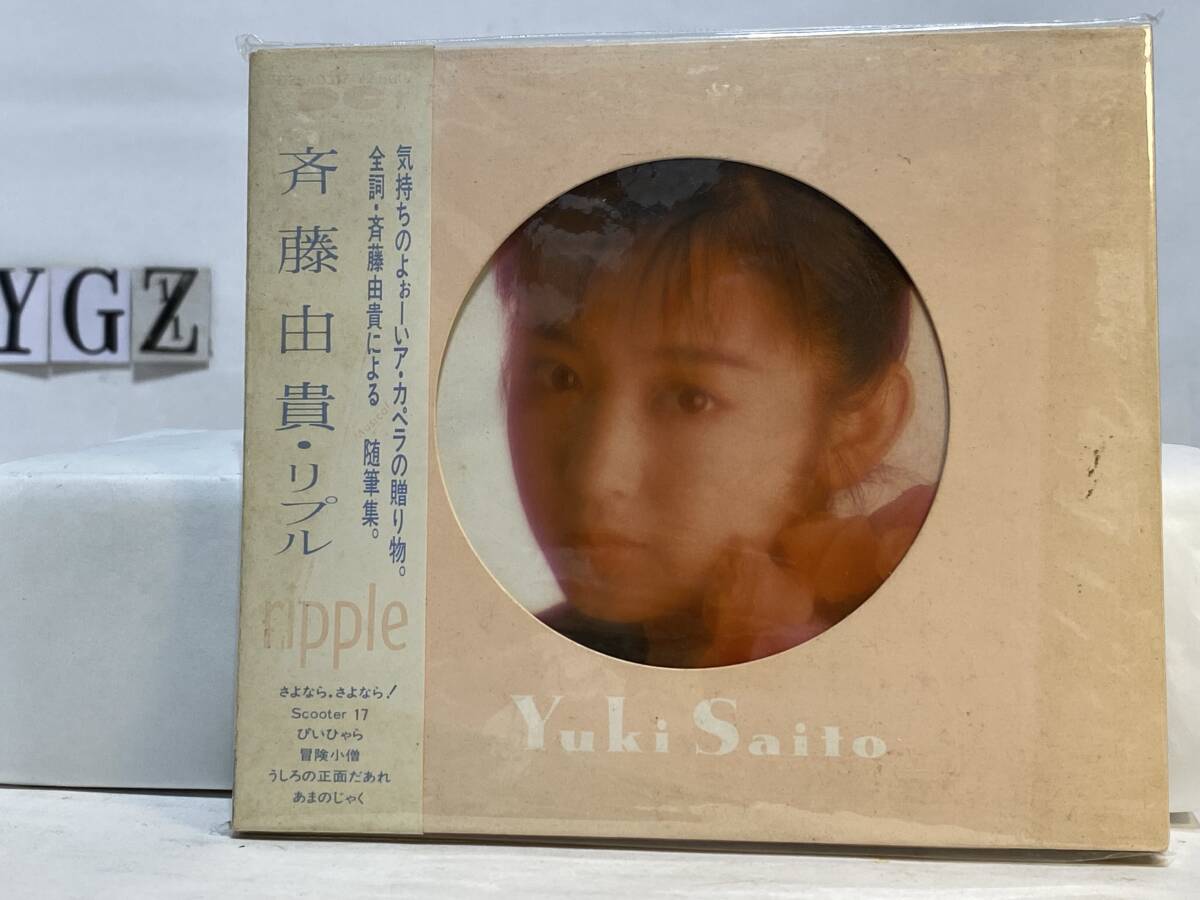 YGZ
斉藤由貴・リプル
気持ちのよぉーいア・カペラの贈り物。
全詞・斉藤由貴による 随筆集。
Musical
ripple
さよなら。さよなら!
Scooter 17
ぴいひゃら
冒険小僧
うしろの正面だあれ
あまのじゃく
Yuki Saito